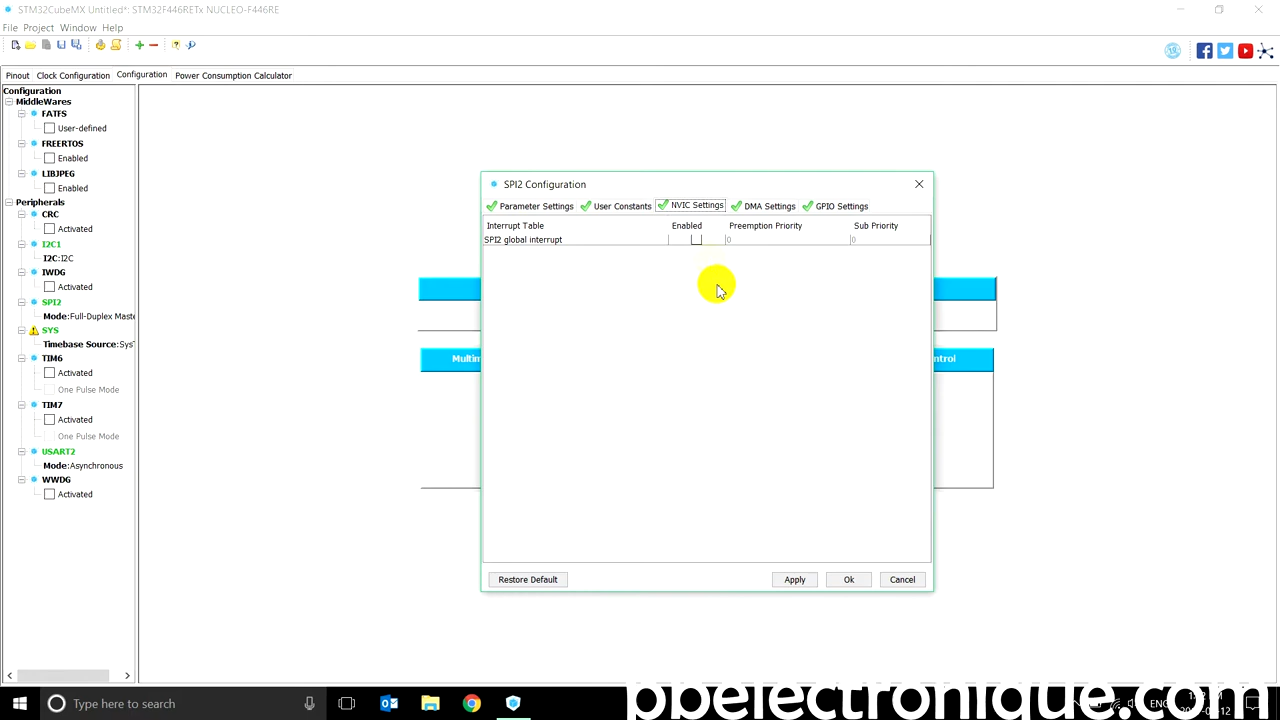 STM32CubeMX Untitled*: STM32F446RETx NUCLEO-F446RE
File Project Window Help
Pinout Clock Configuration Configuration Power Consumption Calculator
Configuration
MiddleWares
FATFS
User-defined
FREERTOS
Enabled
LIBJPEG
Enabled
Peripherals
CRC
Activated
I2C1
I2C:I2C
IWDG
Activated
SPI2
Mode:Full-Duplex Maste
SYS
Timebase Source:Sys
TIM6
Activated
One Pulse Mode
TIM7
Activated
One Pulse Mode
USART2
Mode:Asynchronous
WWDG
Activated
Multim
ntrol
SPI2 Configuration
Parameter Settings User Constants NVIC Settings DMA Settings GPIO Settings
Interrupt Table Enabled Preemption Priority Sub Priority
SPI2 global interrupt 0 0
Restore Default Apply Ok Cancel
Type here to search
ENG
pbelectronique.com